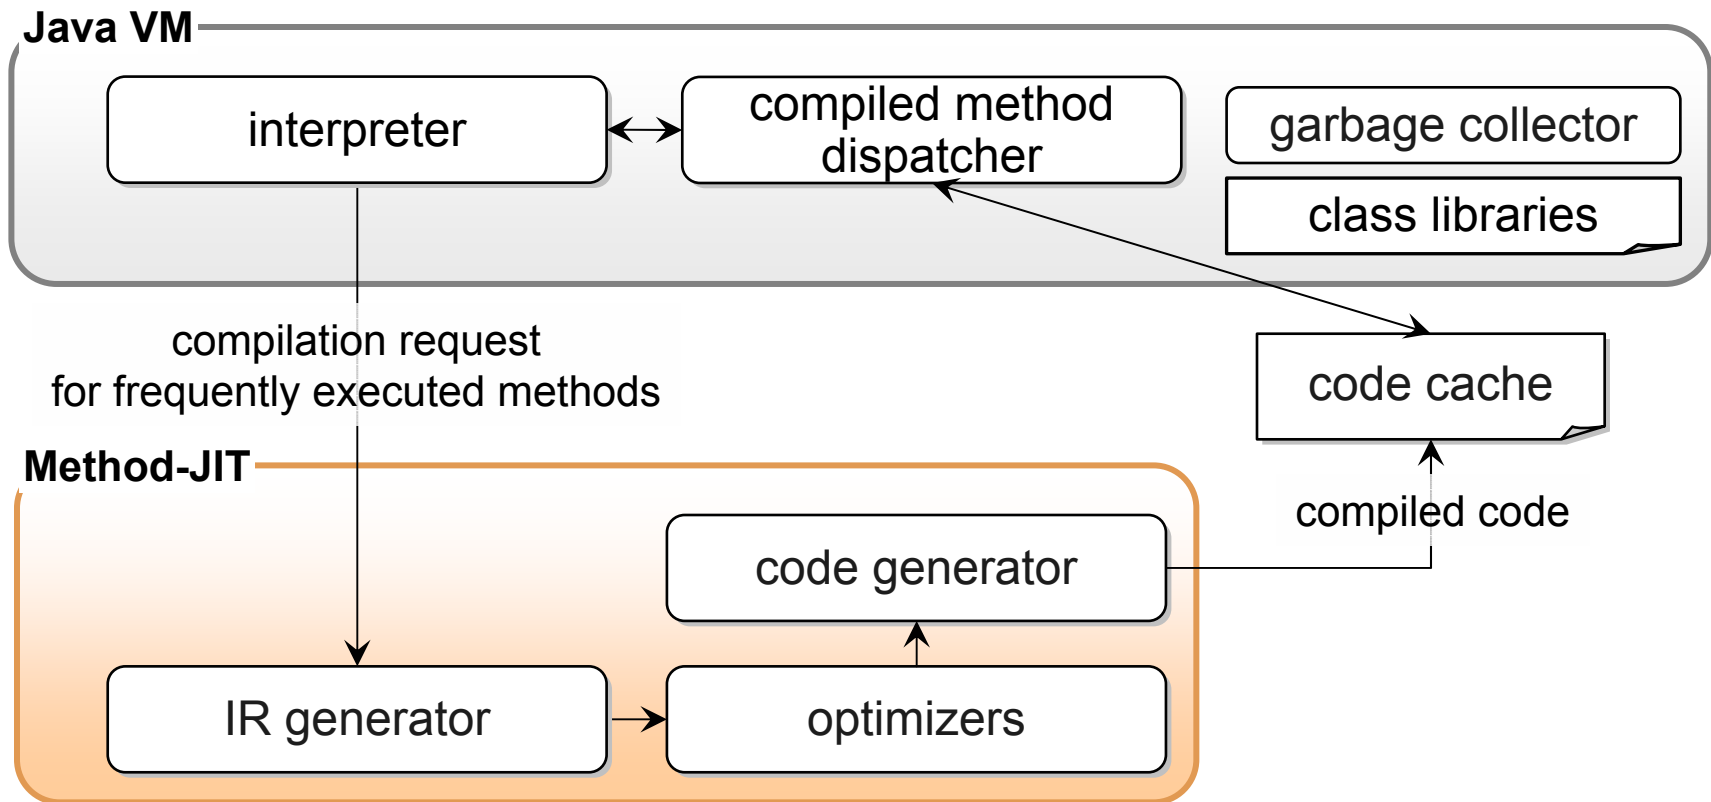 Java VM
interpreter
compiled method
dispatcher
garbage collector
class libraries
compilation request
for frequently executed methods
code cache
Method-JIT
compiled code
code generator
IR generator
optimizers